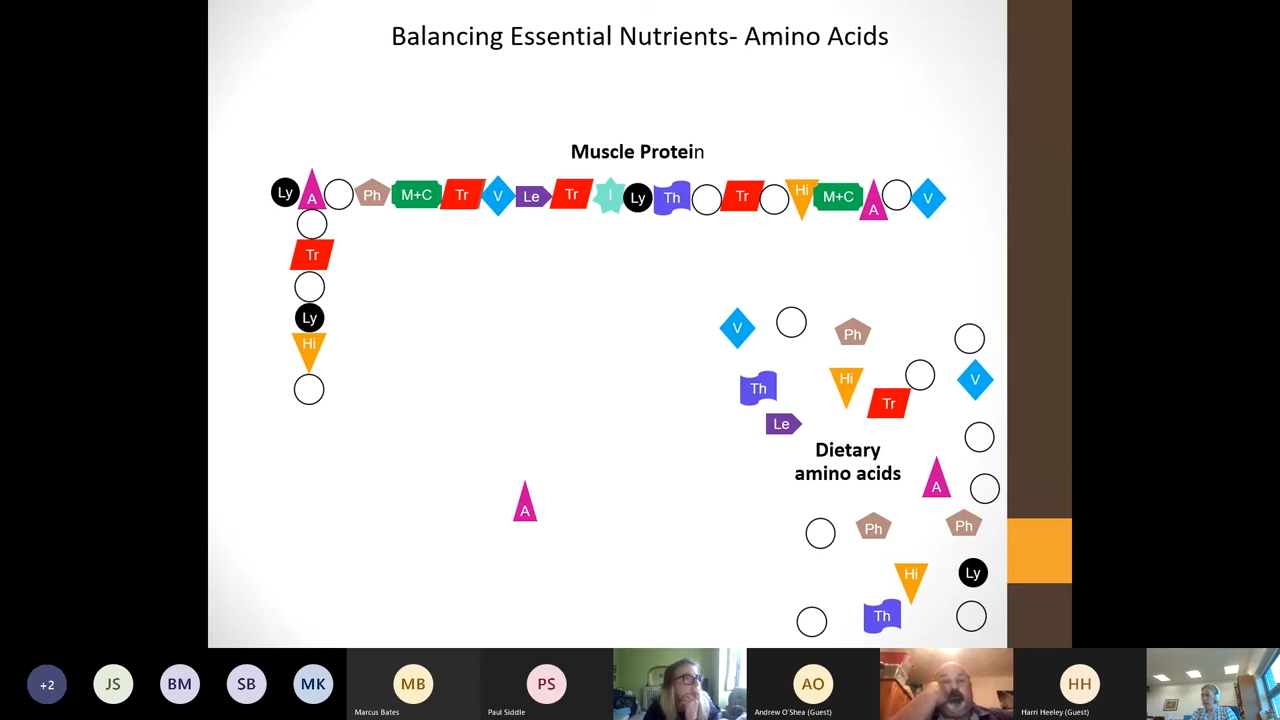 Balancing Essential Nutrients- Amino Acids
Muscle Protein
Ly A Ph M+C Tr V Le Tr I Ly Th Tr Hi M+C A V
Tr
Ly
Hi
V Ph
Th Hi Tr V
Le
Dietary
amino acids
A
A
Ph Ph
Hi Ly
Th
+2 JS BM SB MK MB PS AO HH
Marcus Bates Paul Siddle Andrew O'Shea (Guest) Harri Heeley (Guest)